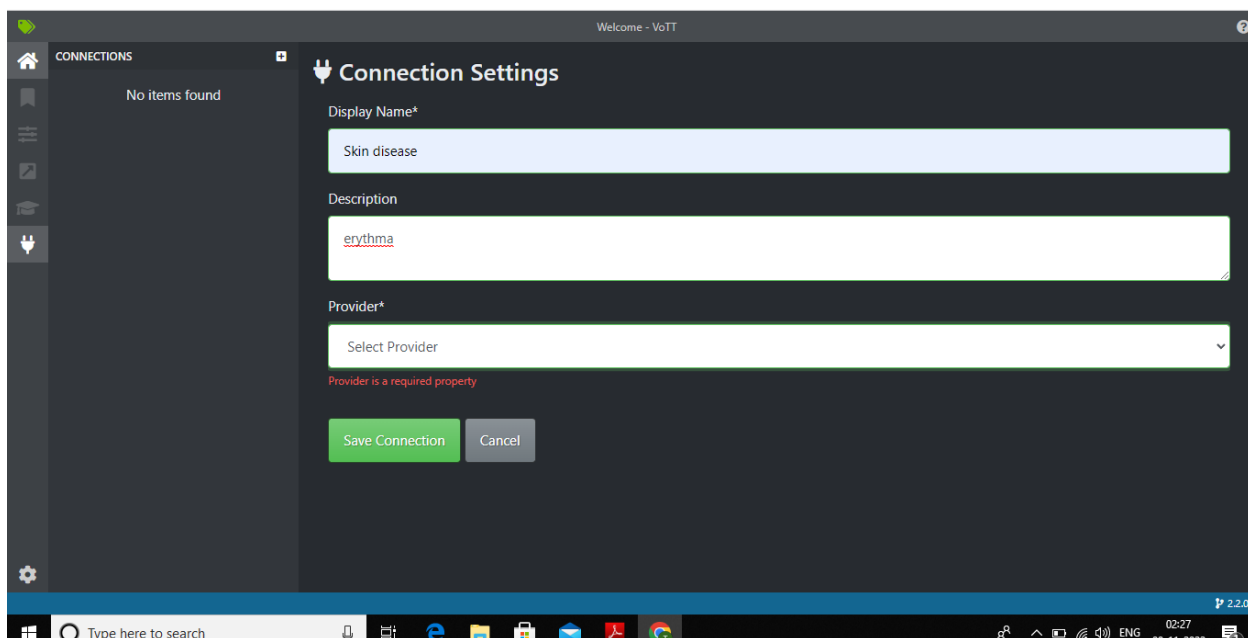 Welcome - VoTT
CONNECTIONS
No items found
Connection Settings
Display Name*
Skin disease
Description
erythma
Provider*
Select Provider
Provider is a required property
Save Connection
Cancel
2.2.0
Type here to search
ENG
02:27